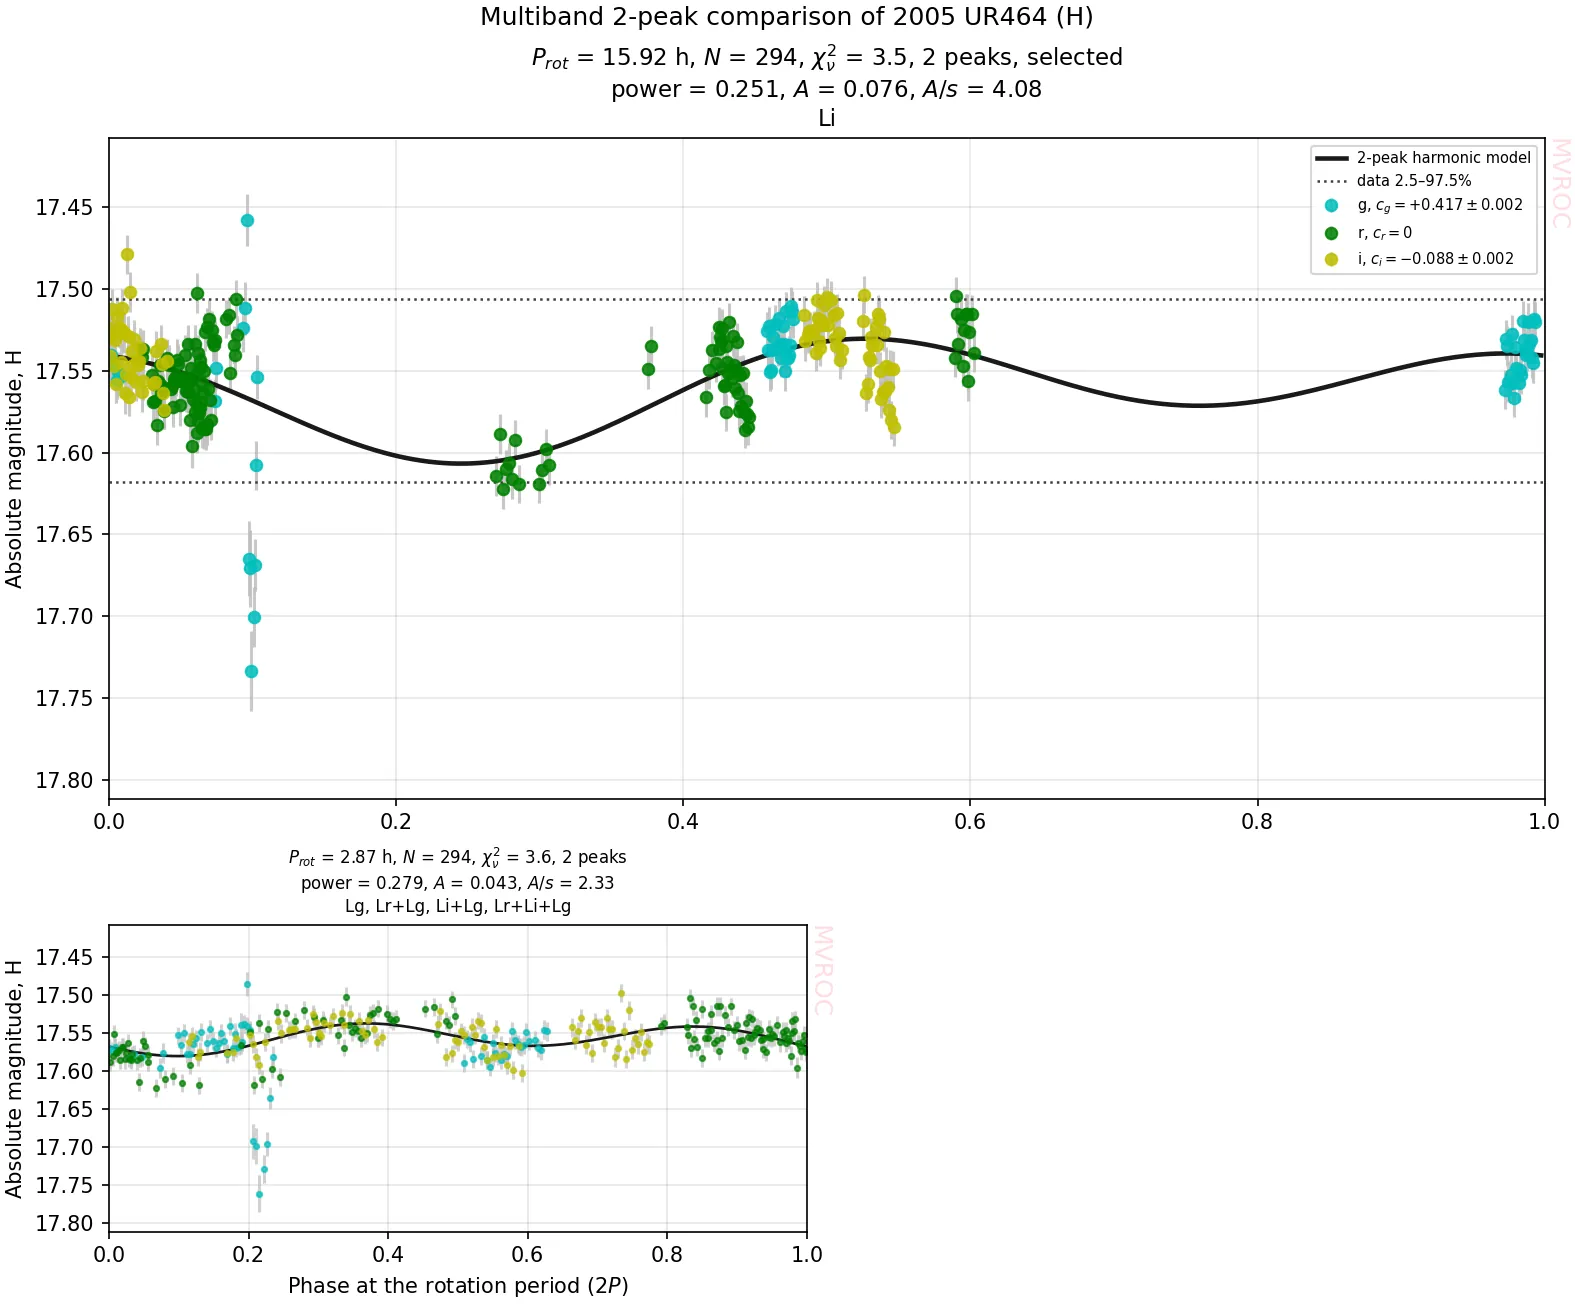 Multiband 2-peak comparison of 2005 UR464 (H)
P_rot = 15.92 h, N = 294, χ²_ν = 3.5, 2 peaks, selected
power = 0.251, A = 0.076, A/s = 4.08
Li
Absolute magnitude, H
17.45
17.50
17.55
17.60
17.65
17.70
17.75
17.80
0.0 0.2 0.4 0.6 0.8 1.0
2-peak harmonic model
data 2.5–97.5%
g, c_g = +0.417 ± 0.002
r, c_r = 0
i, c_i = −0.088 ± 0.002
MVROC
P_rot = 2.87 h, N = 294, χ²_ν = 3.6, 2 peaks
power = 0.279, A = 0.043, A/s = 2.33
Lg, Lr+Lg, Li+Lg, Lr+Li+Lg
Absolute magnitude, H
17.45
17.50
17.55
17.60
17.65
17.70
17.75
17.80
0.0 0.2 0.4 0.6 0.8 1.0
Phase at the rotation period (2P)
MVROC